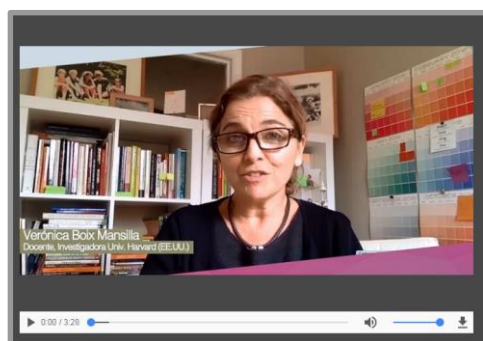 Verónica Boix Mansilla
Docente, Investigadora Univ. Harvard (EE.UU.)
0:00 / 3:28